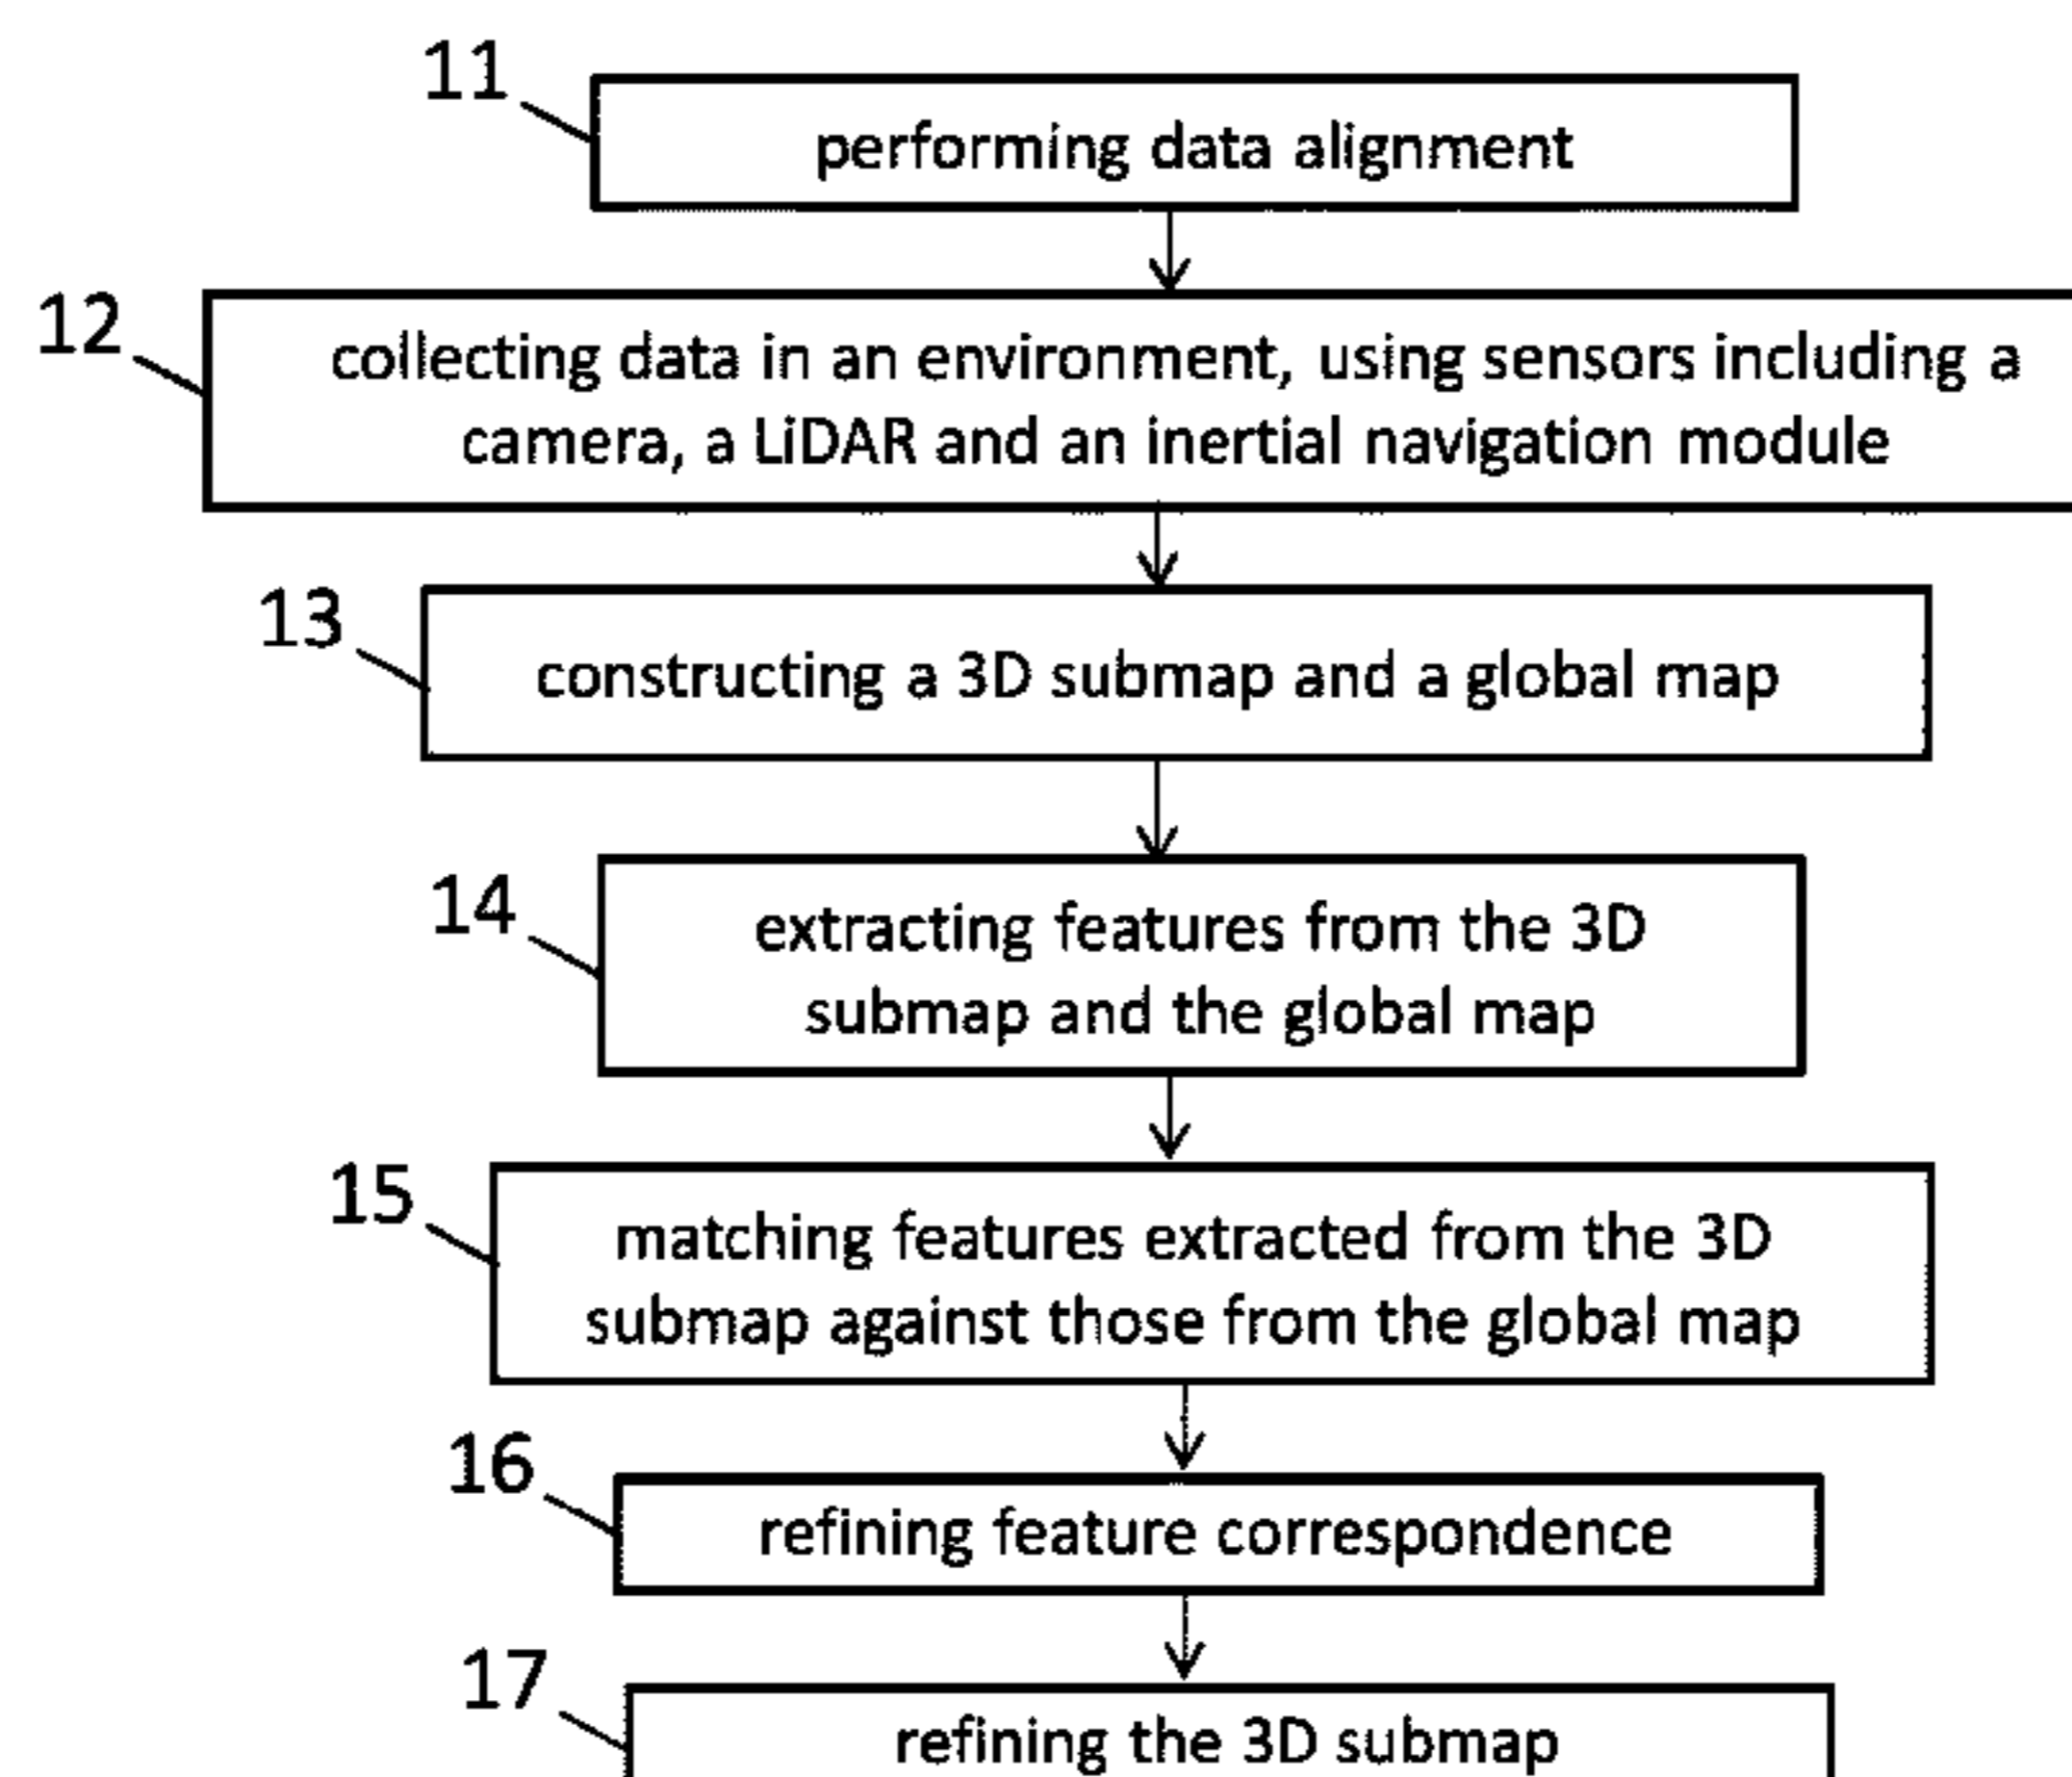 11
performing data alignment
12
collecting data in an environment, using sensors including a
camera, a LiDAR and an inertial navigation module
13
constructing a 3D submap and a global map
14
extracting features from the 3D
submap and the global map
15
matching features extracted from the 3D
submap against those from the global map
16
refining feature correspondence
17
refining the 3D submap